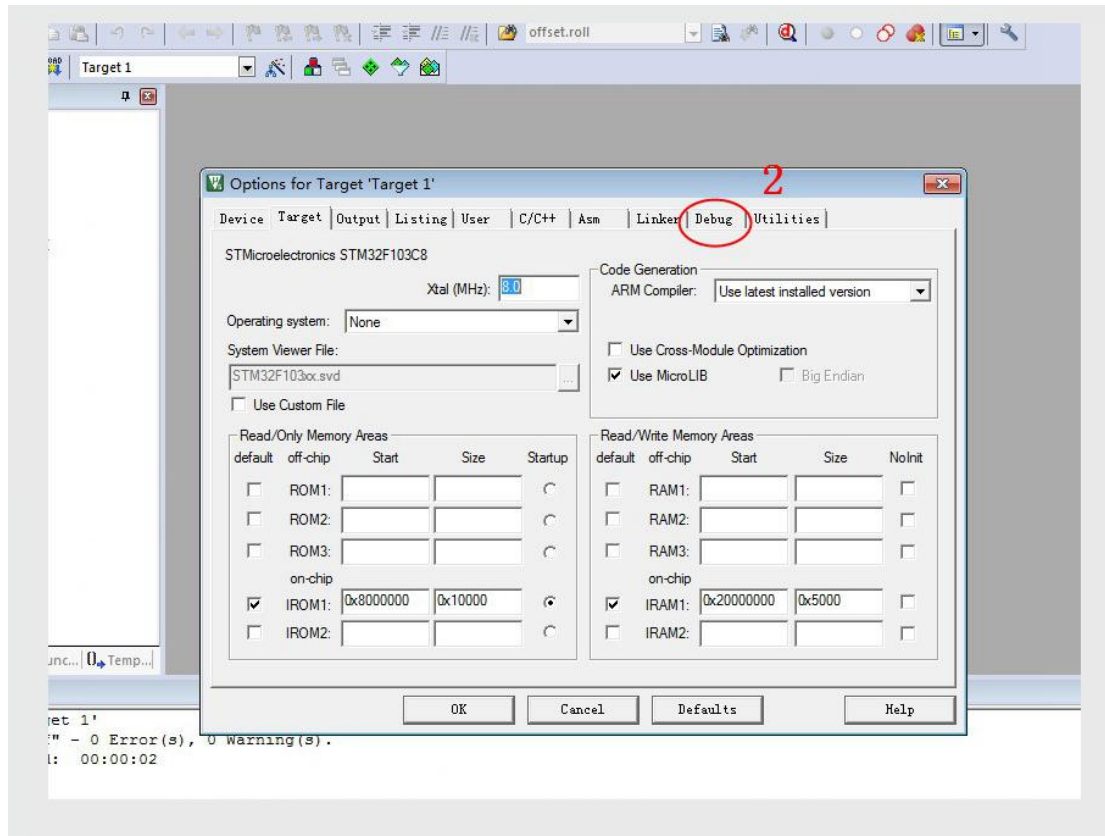 offset.roll
Target 1
2
Options for Target 'Target 1'
Device Target Output Listing User C/C++ Asm Linker Debug Utilities
STMicroelectronics STM32F103C8
Xtal (MHz): 8.0
Operating system: None
System Viewer File:
STM32F103xx.svd ...
Use Custom File
Code Generation
ARM Compiler: Use latest installed version
Use Cross-Module Optimization
Use MicroLIB Big Endian
Read/Only Memory Areas
default off-chip Start Size Startup
ROM1:
ROM2:
ROM3:
on-chip
IROM1: 0x8000000 0x10000
IROM2:
Read/Write Memory Areas
default off-chip Start Size NoInit
RAM1:
RAM2:
RAM3:
on-chip
IRAM1: 0x20000000 0x5000
IRAM2:
OK Cancel Defaults Help
unc... Temp...
et 1'
" - 0 Error(s), 0 Warning(s).
: 00:00:02